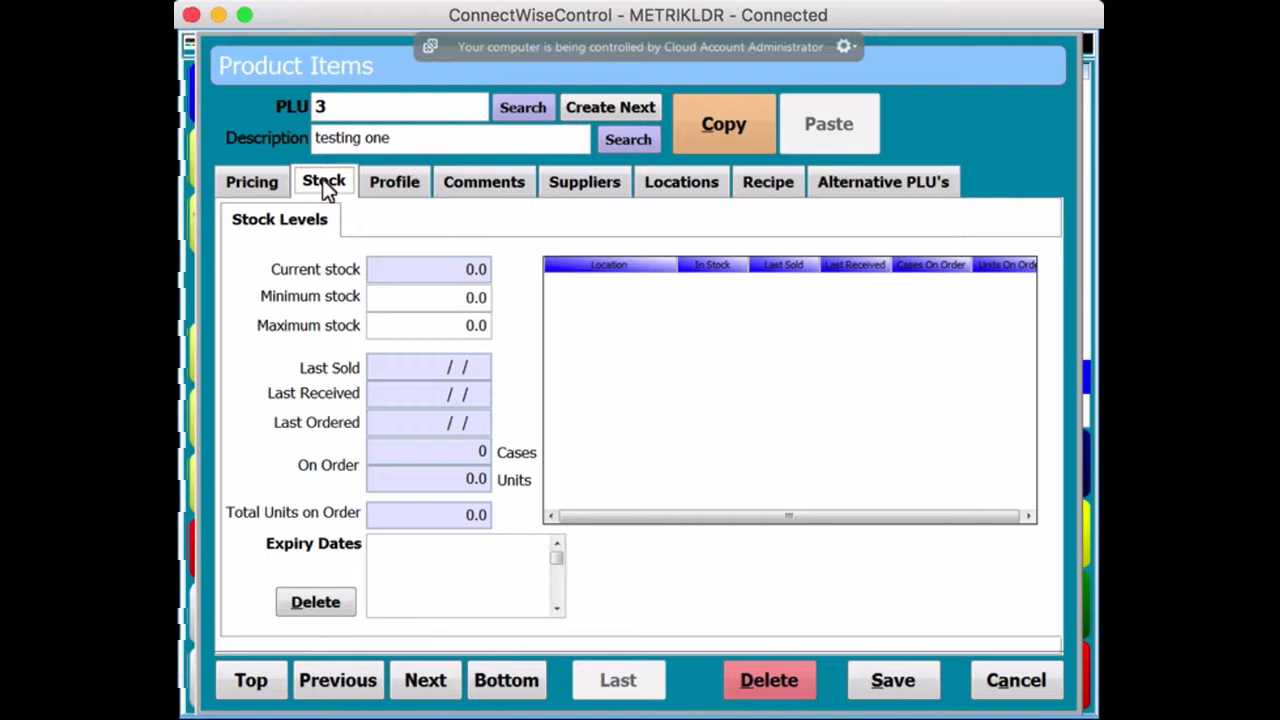 ConnectWiseControl - METRIKLDR - Connected
Your computer is being controlled by Cloud Account Administrator
Product Items
PLU 3 Search Create Next Copy Paste
Description testing one Search
Pricing Stock Profile Comments Suppliers Locations Recipe Alternative PLU's
Stock Levels
Location In Stock Last Sold Last Received Cases On Order Units On Orde
Current stock 0.0
Minimum stock 0.0
Maximum stock 0.0
Last Sold / /
Last Received / /
Last Ordered / /
On Order 0 Cases
0.0 Units
Total Units on Order 0.0
Expiry Dates
Delete
Top Previous Next Bottom Last Delete Save Cancel